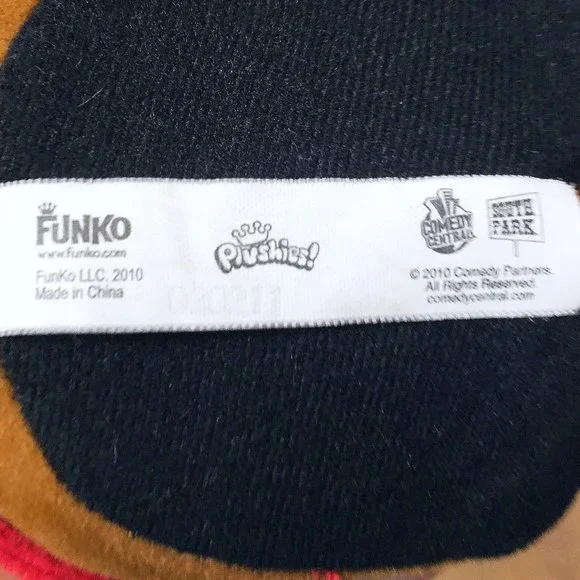 FUNKO
www.funko.com
FunKo LLC, 2010
Made in China
Plushies!
COMEDY
CENTRAL
SOUTH
PARK
© 2010 Comedy Partners.
All Rights Reserved.
comedycentral.com